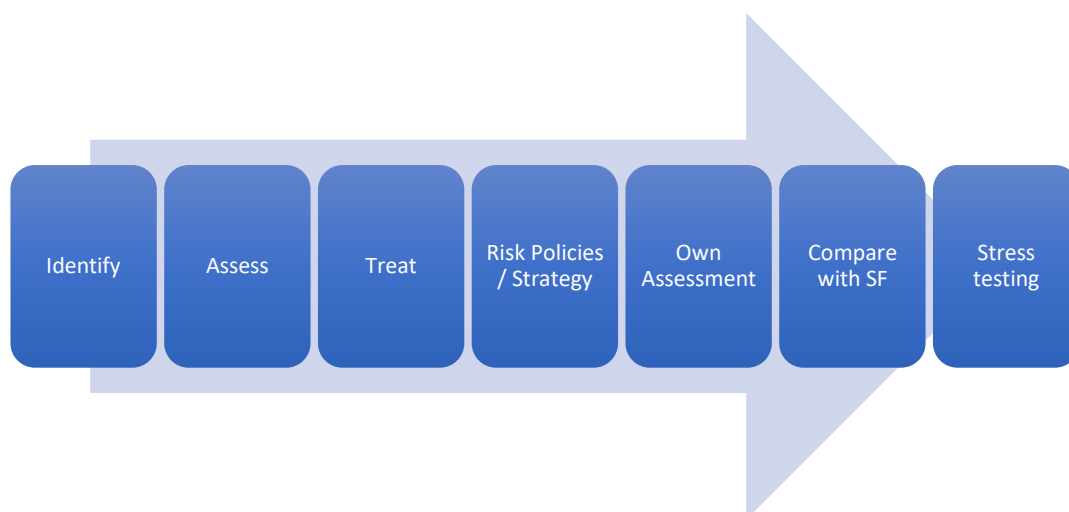 Identify
Assess
Treat
Risk Policies
/ Strategy
Own
Assessment
Compare
with SF
Stress
testing